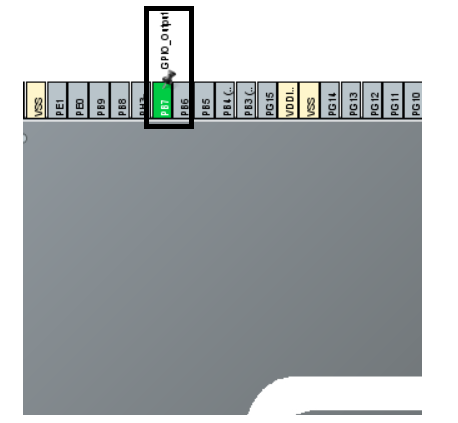 GPIO_Output
VSS
PE1
PE0
PB9
PB8
PH3.
PB7
PB6
PB5
PB4 (..
PB3 (..
PG15
VDDI..
VSS
PG14
PG13
PG12
PG11
PG10